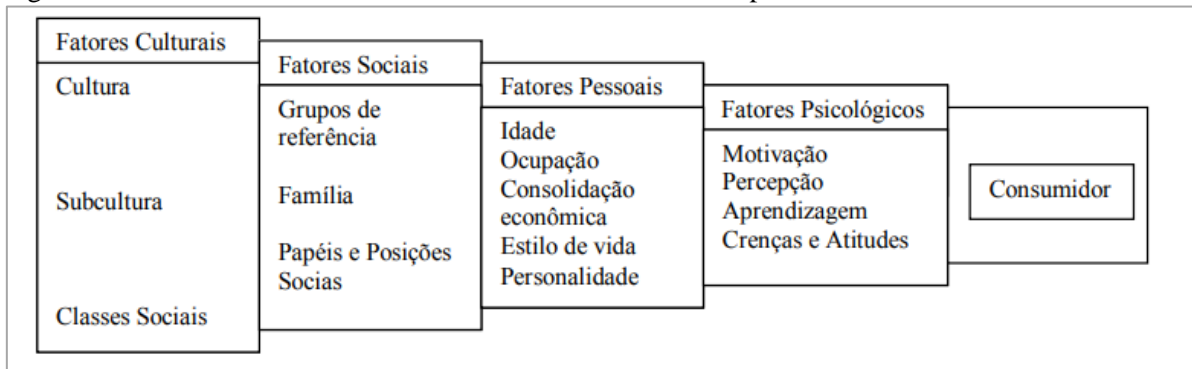 Fatores Culturais
Cultura
Subcultura
Classes Sociais
Fatores Sociais
Grupos de
referência
Família
Papéis e Posições
Socias
Fatores Pessoais
Idade
Ocupação
Consolidação
econômica
Estilo de vida
Personalidade
Fatores Psicológicos
Motivação
Percepção
Aprendizagem
Crenças e Atitudes
Consumidor